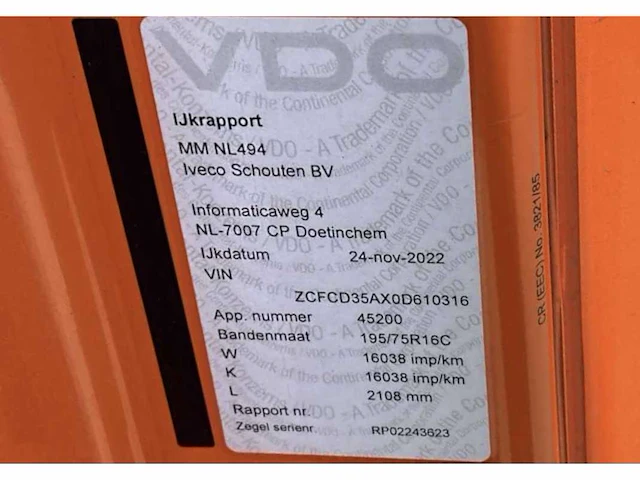 VDO
IJkrapport
MM NL494
Iveco Schouten BV
Informaticaweg 4
NL-7007 CP Doetinchem
IJkdatum 24-nov-2022
VIN
ZCFCD35AX0D610316
App. nummer 45200
Bandenmaat 195/75R16C
W 16038 imp/km
K 16038 imp/km
L 2108 mm
Rapport nr.
Zegel serienr. RP02243623
CR (EEC) No. 3821/85